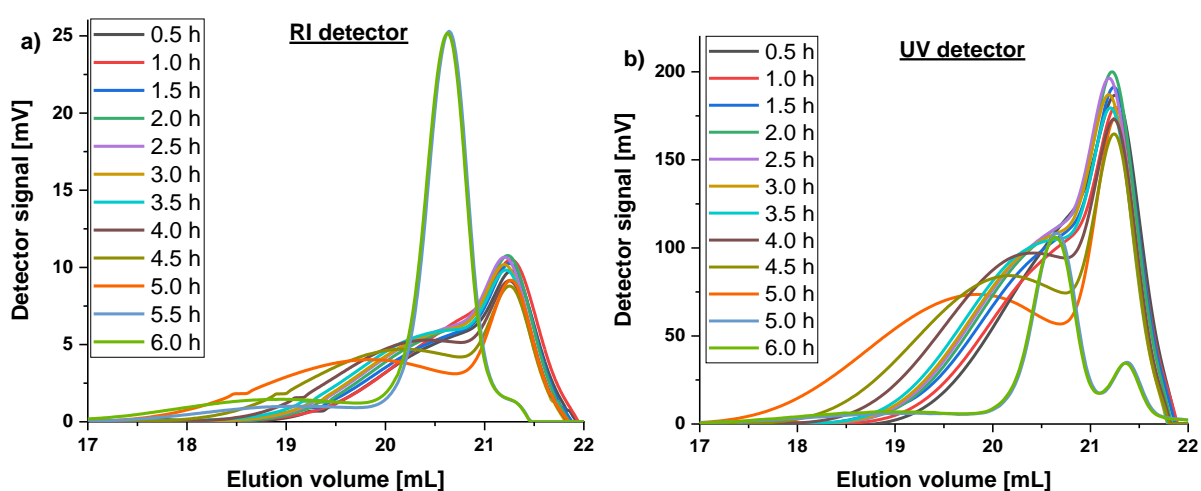 a)
RI detector
0.5 h
1.0 h
1.5 h
2.0 h
2.5 h
3.0 h
3.5 h
4.0 h
4.5 h
5.0 h
5.5 h
6.0 h
Detector signal [mV]
25
20
15
10
5
0
17
18
19
20
21
22
Elution volume [mL]
b)
UV detector
0.5 h
1.0 h
1.5 h
2.0 h
2.5 h
3.0 h
3.5 h
4.0 h
4.5 h
5.0 h
5.0 h
6.0 h
Detector signal [mV]
200
150
100
50
0
17
18
19
20
21
22
Elution volume [mL]